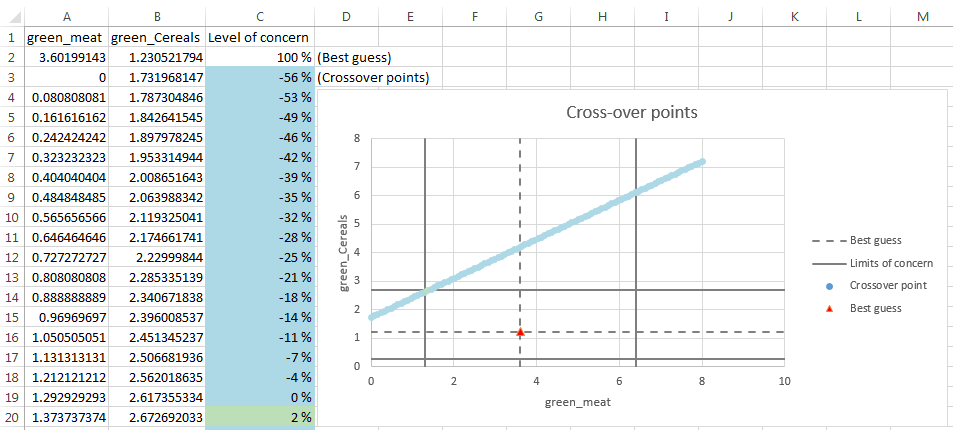 A B C D E F G H I J K L M
1 green_meat green_Cereals Level of concern
2 3.60199143 1.230521794 100 % (Best guess)
3 0 1.731968147 -56 % (Crossover points)
4 0.080808081 1.787304846 -53 %
5 0.161616162 1.842641545 -49 %
6 0.242424242 1.897978245 -46 %
7 0.323232323 1.953314944 -42 %
8 0.404040404 2.008651643 -39 %
9 0.484848485 2.063988342 -35 %
10 0.565656566 2.119325041 -32 %
11 0.646464646 2.174661741 -28 %
12 0.727272727 2.22999844 -25 %
13 0.808080808 2.285335139 -21 %
14 0.888888889 2.340671838 -18 %
15 0.96969697 2.396008537 -14 %
16 1.050505051 2.451345237 -11 %
17 1.131313131 2.506681936 -7 %
18 1.212121212 2.562018635 -4 %
19 1.292929293 2.617355334 0 %
20 1.373737374 2.672692033 2 %
Cross-over points
8
7
6
5
4
3
2
1
0
green_Cereals
0 2 4 6 8 10
green_meat
Best guess
Limits of concern
Crossover point
Best guess